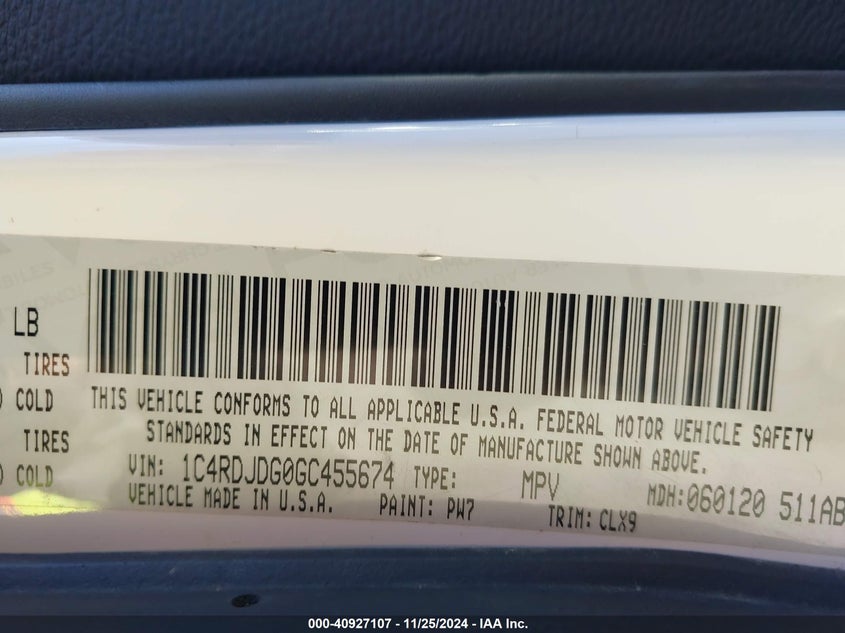 LB
TIRES
) COLD
TIRES
) COLD
THIS VEHICLE CONFORMS TO ALL APPLICABLE U.S.A. FEDERAL MOTOR VEHICLE SAFETY
STANDARDS IN EFFECT ON THE DATE OF MANUFACTURE SHOWN ABOVE.
VIN: 1C4RDJDG0GC455674 TYPE: MPV MDH:060120 511AB
VEHICLE MADE IN U.S.A. PAINT: PW7 TRIM: CLX9
000-40927107 - 11/25/2024 - IAA Inc.